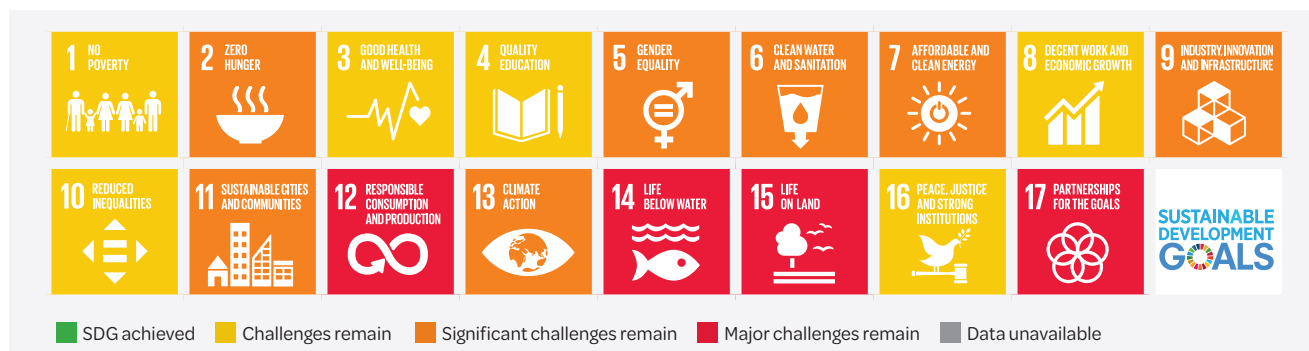 1 NO
POVERTY
2 ZERO
HUNGER
3 GOOD HEALTH
AND WELL-BEING
4 QUALITY
EDUCATION
5 GENDER
EQUALITY
6 CLEAN WATER
AND SANITATION
7 AFFORDABLE AND
CLEAN ENERGY
8 DECENT WORK AND
ECONOMIC GROWTH
9 INDUSTRY, INNOVATION
AND INFRASTRUCTURE
10 REDUCED
INEQUALITIES
11 SUSTAINABLE CITIES
AND COMMUNITIES
12 RESPONSIBLE
CONSUMPTION
AND PRODUCTION
13 CLIMATE
ACTION
14 LIFE
BELOW WATER
15 LIFE
ON LAND
16 PEACE, JUSTICE
AND STRONG
INSTITUTIONS
17 PARTNERSHIPS
FOR THE GOALS
SUSTAINABLE
DEVELOPMENT
GOALS
SDG achieved Challenges remain Significant challenges remain Major challenges remain Data unavailable